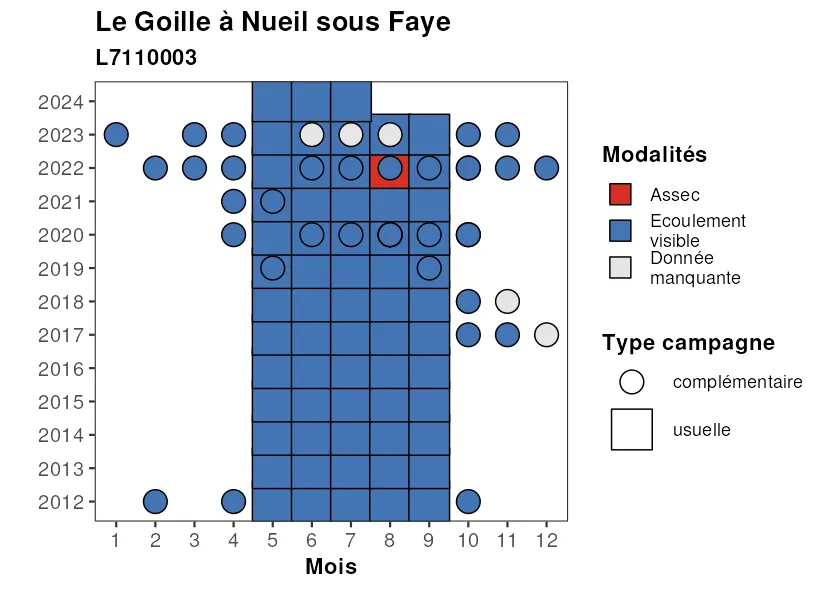 Le Goille à Nueil sous Faye
L7110003
2024
2023
2022
2021
2020
2019
2018
2017
2016
2015
2014
2013
2012
1 2 3 4 5 6 7 8 9 10 11 12
Mois
Modalités
Assec
Ecoulement
visible
Donnée
manquante
Type campagne
complémentaire
usuelle